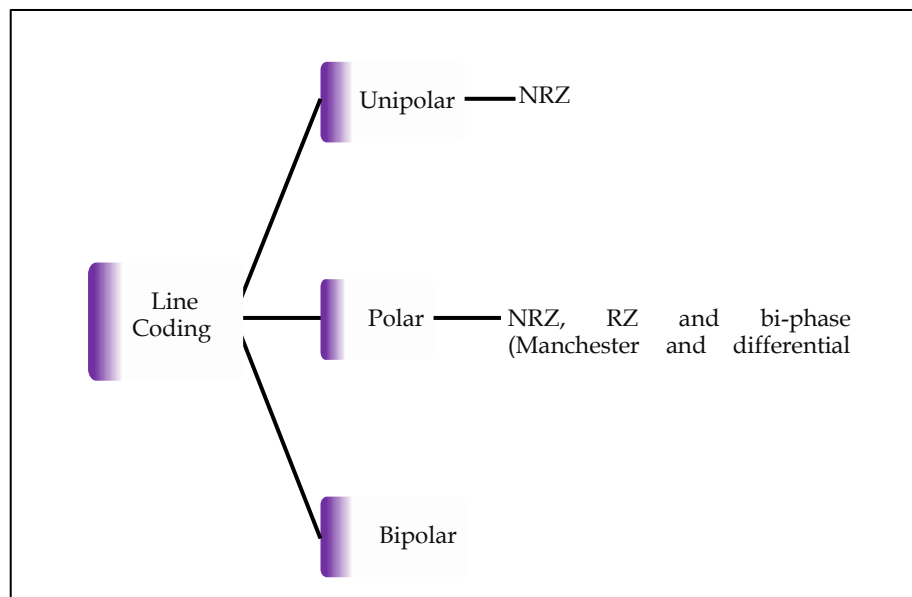 Unipolar
NRZ
Line
Coding
Polar
NRZ, RZ and bi-phase
(Manchester and differential
Bipolar